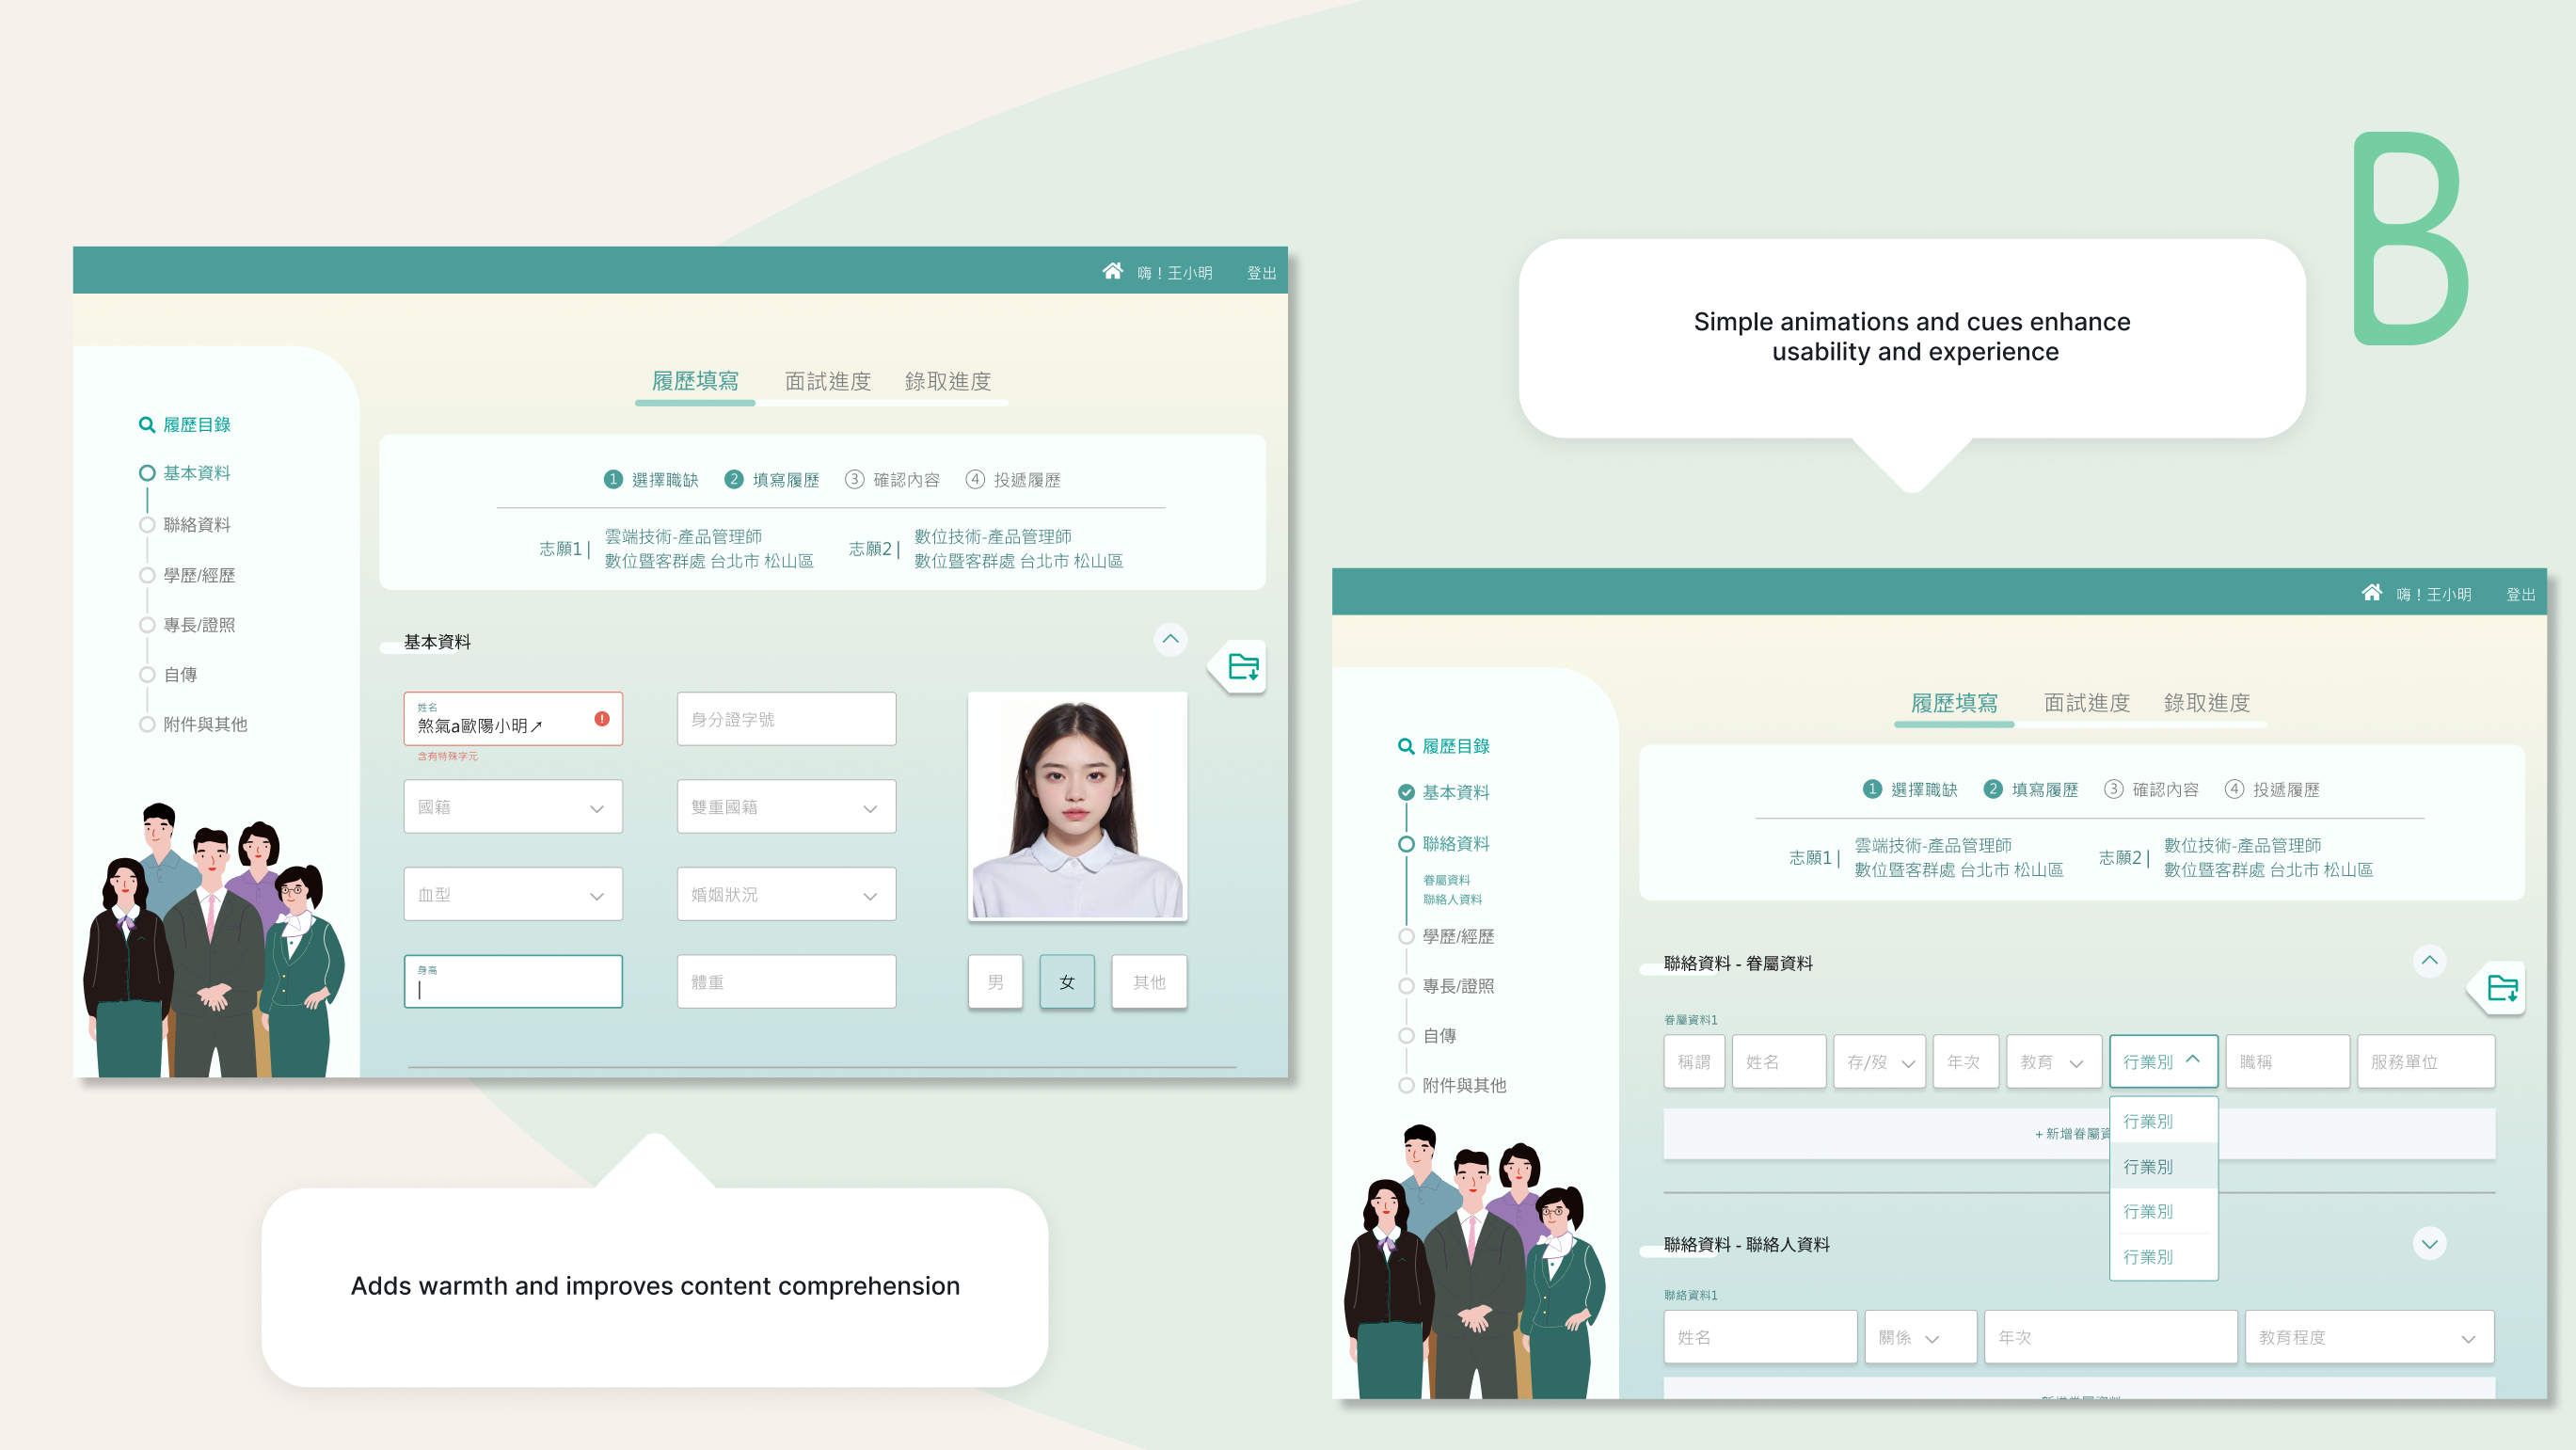 B
嗨！王小明 登出
履歷填寫 面試進度 錄取進度
履歷目錄
基本資料
聯絡資料
學歷/經歷
專長/證照
自傳
附件與其他
1 選擇職缺 2 填寫履歷 3 確認內容 4 投遞履歷
志願1 |
雲端技術-產品管理師
數位暨客群處 台北市 松山區
志願2 |
數位技術-產品管理師
數位暨客群處 台北市 松山區
基本資料
姓名
煞氣a歐陽小明↗
含有特殊字元
身分證字號
國籍
雙重國籍
血型
婚姻狀況
身高
體重
男 女 其他
Adds warmth and improves content comprehension
Simple animations and cues enhance
usability and experience
嗨！王小明 登出
履歷填寫 面試進度 錄取進度
履歷目錄
基本資料
聯絡資料
眷屬資料
聯絡人資料
學歷/經歷
專長/證照
自傳
附件與其他
1 選擇職缺 2 填寫履歷 3 確認內容 4 投遞履歷
志願1 |
雲端技術-產品管理師
數位暨客群處 台北市 松山區
志願2 |
數位技術-產品管理師
數位暨客群處 台北市 松山區
聯絡資料 - 眷屬資料
眷屬資料1
稱謂 姓名 存/歿 年次 教育 行業別 職稱 服務單位
行業別
+ 新增眷屬
行業別
行業別
行業別
聯絡資料 - 聯絡人資料
聯絡資料1
姓名 關係 年次 教育程度